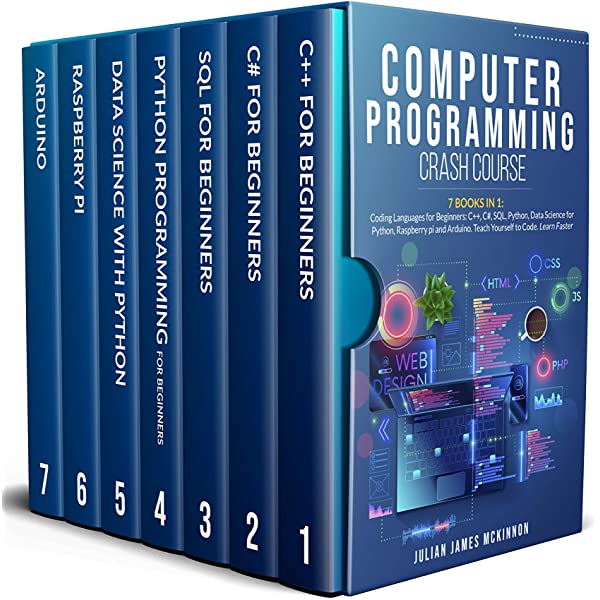 ARDUINO
7
RASPBERRY PI
6
DATA SCIENCE WITH PYTHON
5
PYTHON PROGRAMMING FOR BEGINNERS
4
SQL FOR BEGINNERS
3
C# FOR BEGINNERS
2
C++ FOR BEGINNERS
1
COMPUTER
PROGRAMMING
CRASH COURSE
7 BOOKS IN 1:
Coding Languages for Beginners: C++, C#, SQL, Python, Data Science for
Python, Raspberry pi and Arduino. Teach Yourself to Code. Learn Faster
CSS
<HTML>
JS
PHP
WEB
DESIGN
JULIAN JAMES MCKINNON